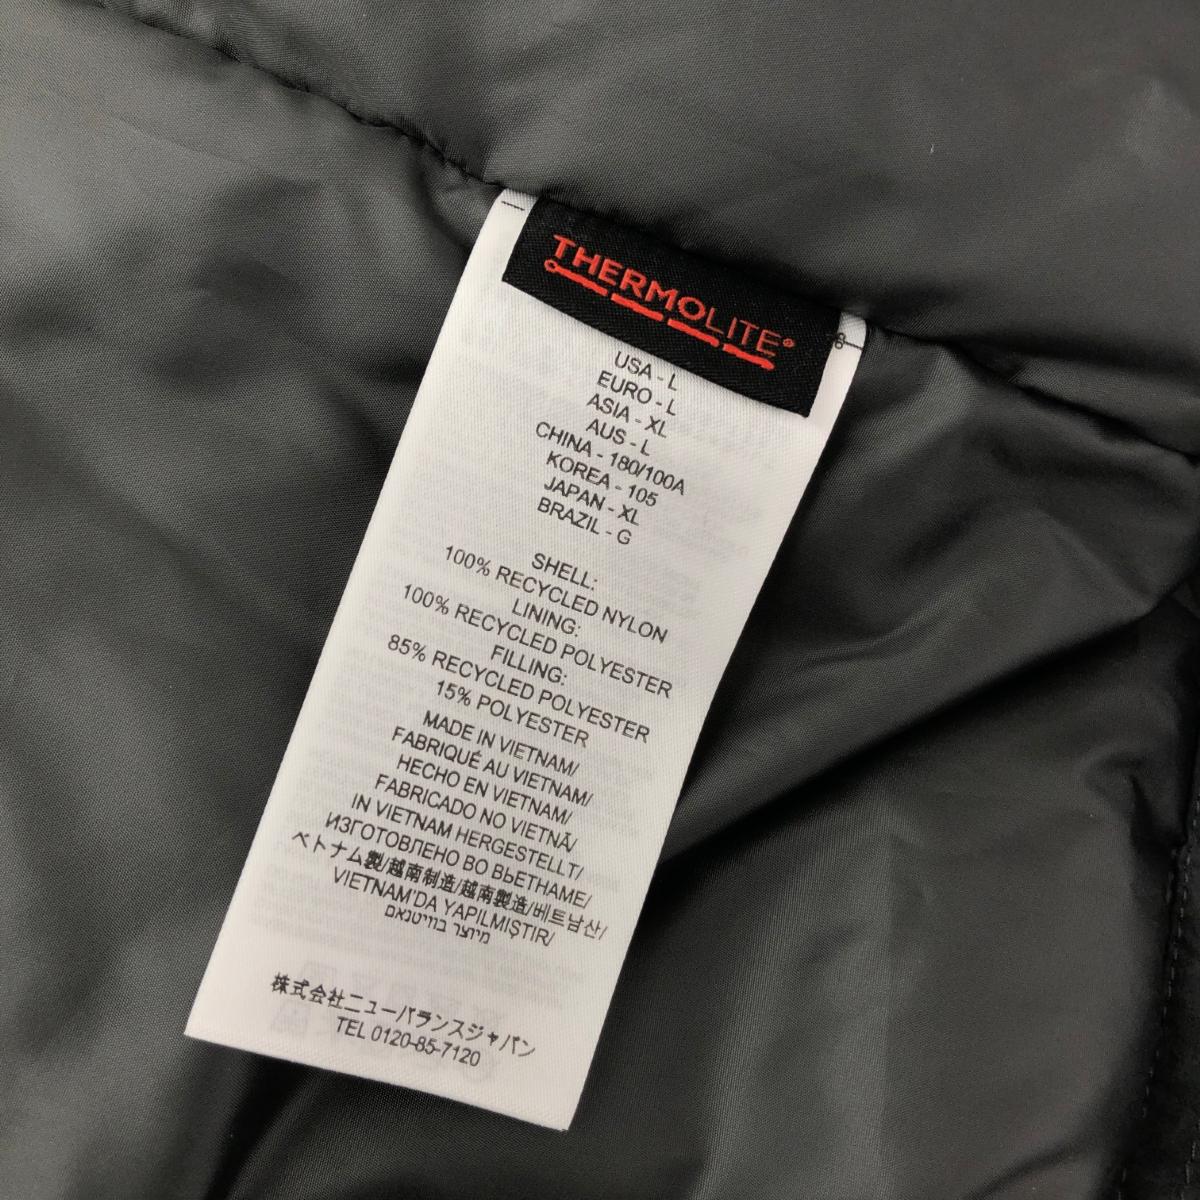 THERMOLITE®
USA - L
EURO - L
ASIA - XL
AUS - L
CHINA - 180/100A
KOREA - 105
JAPAN - XL
BRAZIL - G
SHELL:
100% RECYCLED NYLON
LINING:
100% RECYCLED POLYESTER
FILLING:
85% RECYCLED POLYESTER
15% POLYESTER
MADE IN VIETNAM/
FABRIQUÉ AU VIETNAM/
HECHO EN VIETNAM/
FABRICADO NO VIETNÃ/
IN VIETNAM HERGESTELLT/
ИЗГОТОВЛЕНО ВО ВЬЕТНАМЕ/
ベトナム製/越南制造/越南製造/베트남산/
VIETNAM'DA YAPILMIŞTIR/
מיוצר בווייטנאם
株式会社ニューバランスジャパン
TEL 0120-85-7120